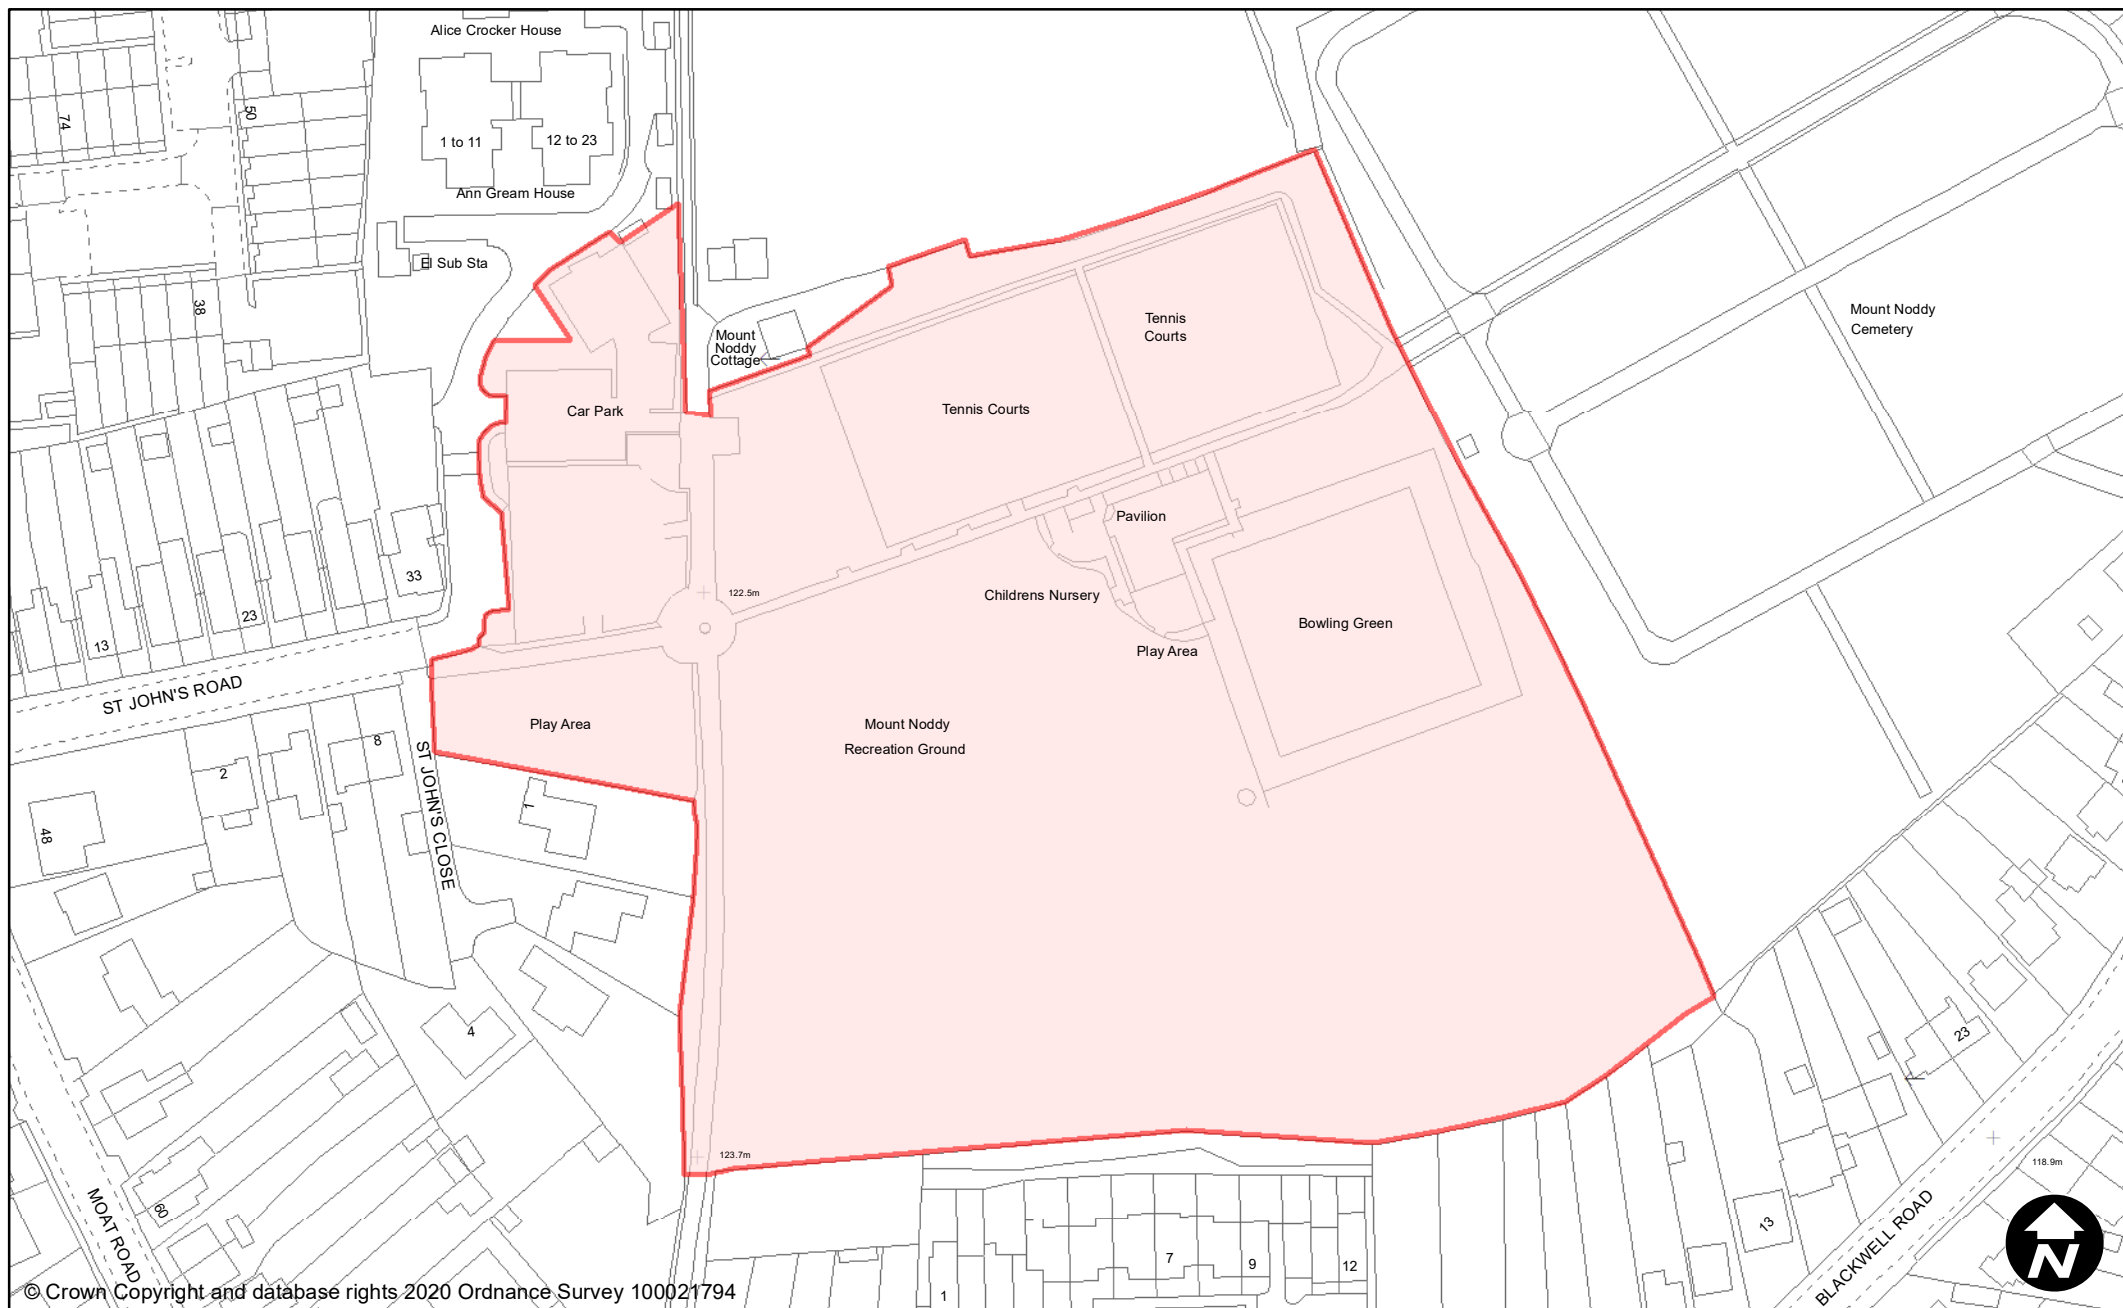 Alice Crocker House
74
50
1 to 11
12 to 23
Ann Gream House
El Sub Sta
38
Mount
Noddy
Cottage
Tennis
Courts
Mount Noddy
Cemetery
Car Park
Tennis Courts
Pavilion
33
23
13
122.5m
Childrens Nursery
Bowling Green
Play Area
ST JOHN'S ROAD
Play Area
Mount Noddy
Recreation Ground
8
2
ST JOHN'S CLOSE
1
48
4
23
123.7m
118.9m
MOAT ROAD
60
13
BLACKWELL ROAD
7
9
12
1
N
© Crown Copyright and database rights 2020 Ordnance Survey 100021794